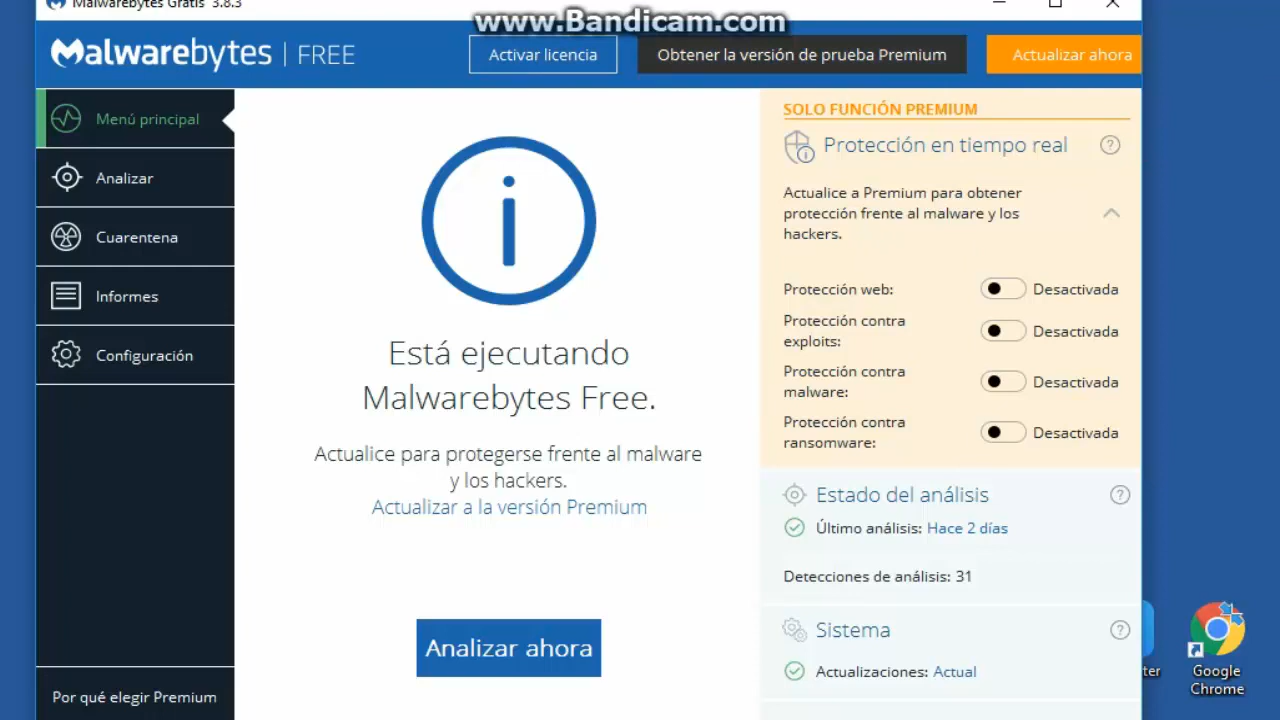 Malwarebytes Gratis 3.8.3
www.Bandicam.com
Malwarebytes | FREE
Activar licencia
Obtener la versión de prueba Premium
Actualizar ahora
Menú principal
Analizar
Cuarentena
Informes
Configuración
Por qué elegir Premium
Está ejecutando
Malwarebytes Free.
Actualice para protegerse frente al malware
y los hackers.
Actualizar a la versión Premium
Analizar ahora
SOLO FUNCIÓN PREMIUM
Protección en tiempo real
Actualice a Premium para obtener
protección frente al malware y los
hackers.
Protección web: Desactivada
Protección contra
exploits: Desactivada
Protección contra
malware: Desactivada
Protección contra
ransomware: Desactivada
Estado del análisis
Último análisis: Hace 2 días
Detecciones de análisis: 31
Sistema
Actualizaciones: Actual
ter
Google
Chrome